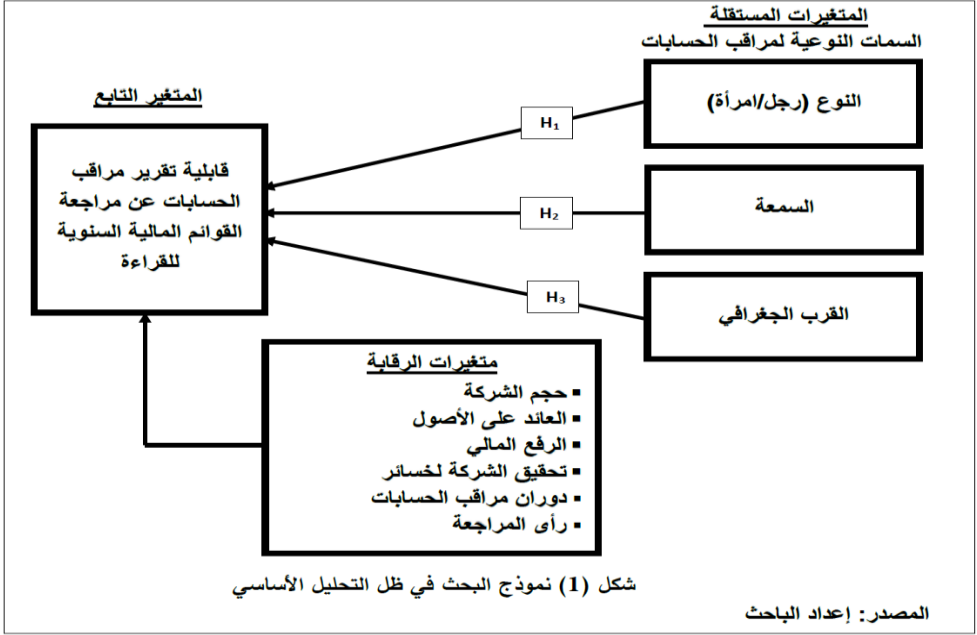 المتغيرات المستقلة
السمات النوعية لمراقب الحسابات
النوع (رجل/امرأة)
السمعة
القرب الجغرافي
H₁
H₂
H₃
المتغير التابع
قابلية تقرير مراقب
الحسابات عن مراجعة
القوائم المالية السنوية
للقراءة
متغيرات الرقابة
▪ حجم الشركة
▪ العائد على الأصول
▪ الرفع المالي
▪ تحقيق الشركة لخسائر
▪ دوران مراقب الحسابات
▪ رأى المراجعة
شكل (1) نموذج البحث في ظل التحليل الأساسي
المصدر: إعداد الباحث